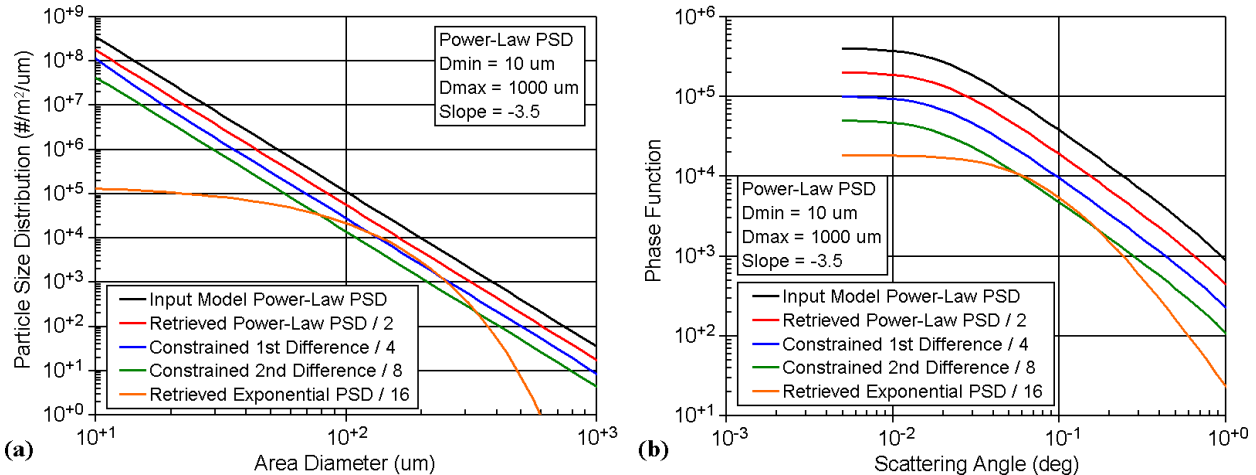 10+9
10+8
10+7
10+6
10+5
10+4
10+3
10+2
10+1
10+0
Particle Size Distribution (#/m2/um)
Power-Law PSD
Dmin = 10 um
Dmax = 1000 um
Slope = -3.5
Input Model Power-Law PSD
Retrieved Power-Law PSD / 2
Constrained 1st Difference / 4
Constrained 2nd Difference / 8
Retrieved Exponential PSD / 16
10+1
10+2
10+3
(a)
Area Diameter (um)
10+6
10+5
10+4
10+3
10+2
10+1
Phase Function
Power-Law PSD
Dmin = 10 um
Dmax = 1000 um
Slope = -3.5
Input Model Power-Law PSD
Retrieved Power-Law PSD / 2
Constrained 1st Difference / 4
Constrained 2nd Difference / 8
Retrieved Exponential PSD / 16
10-3
10-2
10-1
10+0
(b)
Scattering Angle (deg)